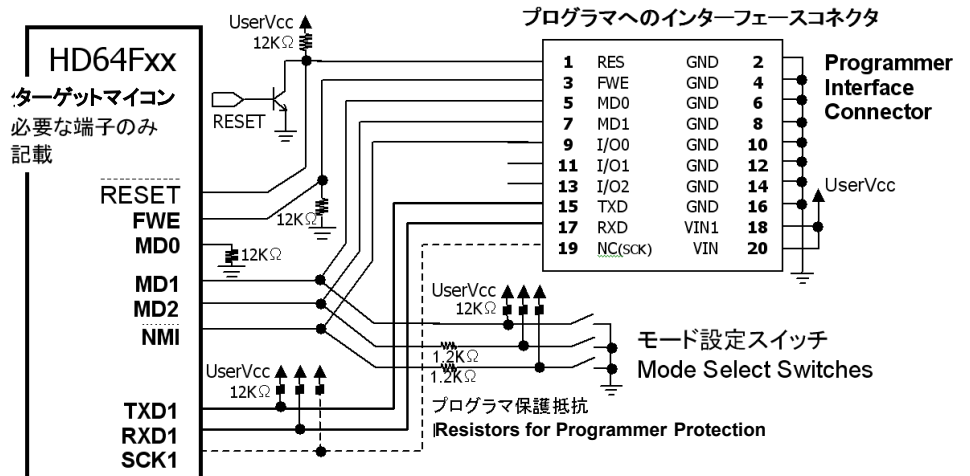 プログラマへのインターフェースコネクタ
UserVcc
12KΩ
HD64Fxx
ターゲットマイコン
必要な端子のみ
記載
RESET
1 RES GND 2
3 FWE GND 4
5 MD0 GND 6
7 MD1 GND 8
9 I/O0 GND 10
11 I/O1 GND 12
13 I/O2 GND 14
15 TXD GND 16
17 RXD VIN1 18
19 NC(SCK) VIN 20
Programmer
Interface
Connector
UserVcc
RESET
FWE
12KΩ
MD0
12KΩ
MD1
MD2
NMI
UserVcc
12KΩ
1.2KΩ
1.2KΩ
モード設定スイッチ
Mode Select Switches
UserVcc
12KΩ
プログラマ保護抵抗
Resistors for Programmer Protection
TXD1
RXD1
SCK1